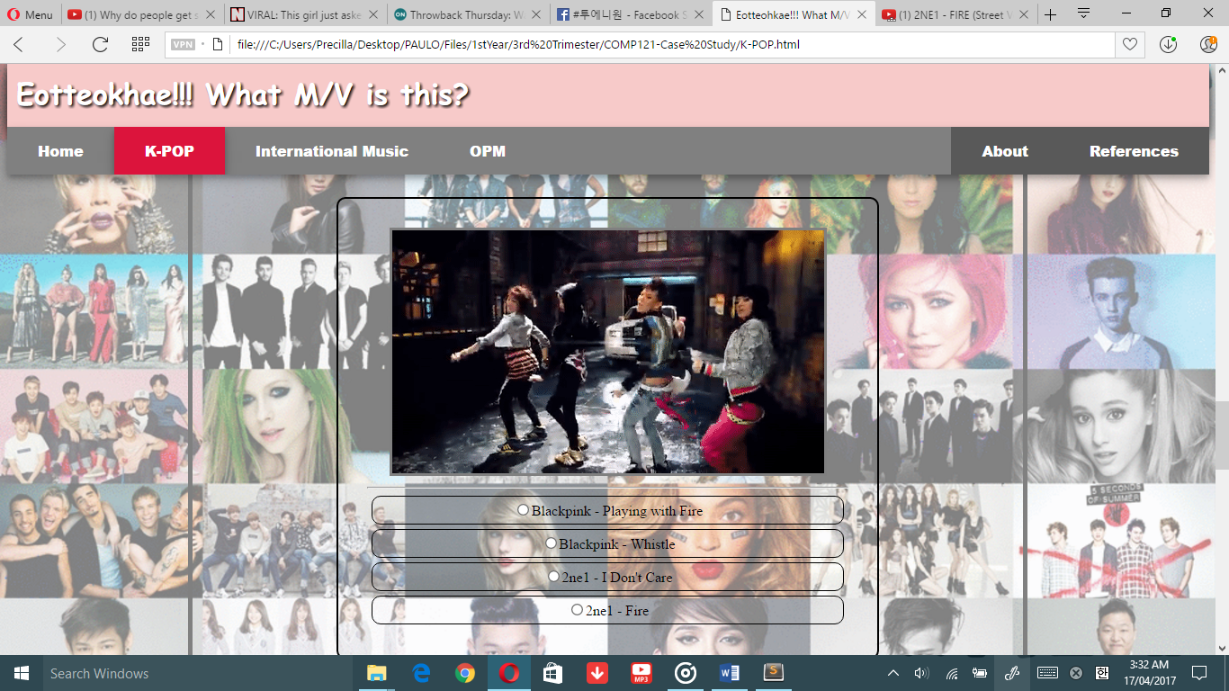 Menu
(1) Why do people get s
VIRAL: This girl just aske
Throwback Thursday: W
#투에니원 - Facebook S
Eotteohkae!!! What M/V
(1) 2NE1 - FIRE (Street V
VPN
file:///C:/Users/Precilla/Desktop/PAULO/Files/1stYear/3rd%20Trimester/COMP121-Case%20Study/K-POP.html
Eotteokhae!!! What M/V is this?
Home
K-POP
International Music
OPM
About
References
5 SECONDS
OF SUMMER
Blackpink - Playing with Fire
Blackpink - Whistle
2ne1 - I Don't Care
2ne1 - Fire
Search Windows
MP3
한
3:32 AM
17/04/2017